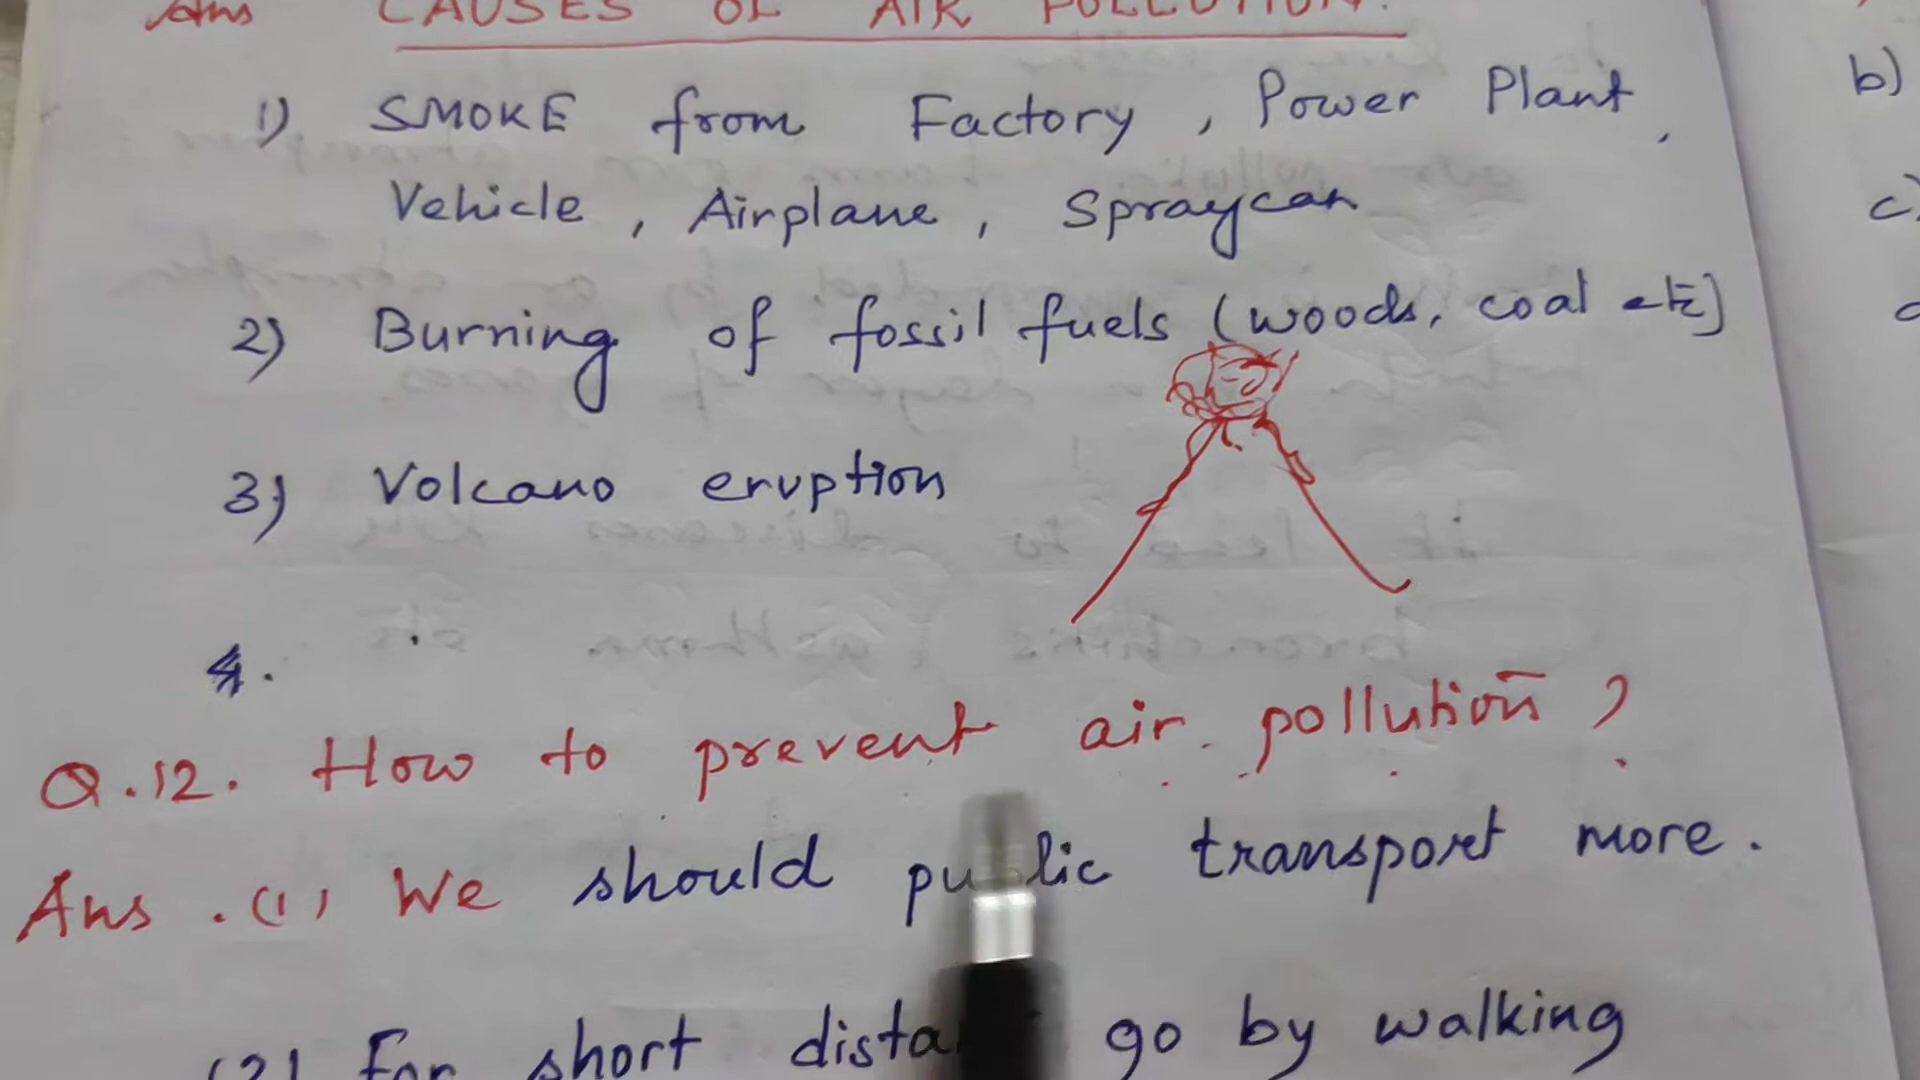 Ans CAUSES OF AIR POLLUTION.
1) SMOKE from Factory, Power Plant,
Vehicle, Airplane, Spraycan
2) Burning of fossil fuels (woods, coal etc)
3) Volcano eruption
4.
Q.12. How to prevent air pollution?
Ans. (1) We should public transport more.
(2) For short go by walking
b)
c)